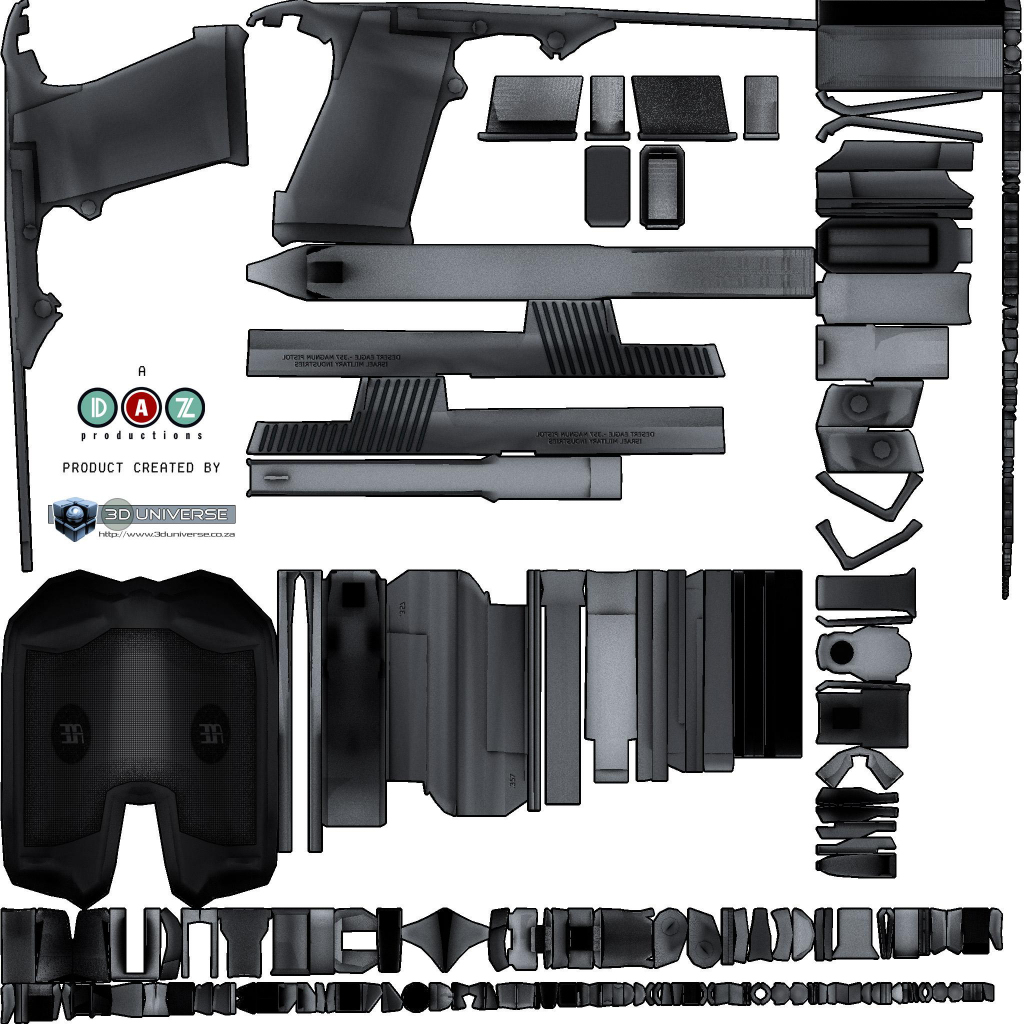 DESERT EAGLE - .357 MAGNUM PISTOL
ISRAEL MILITARY INDUSTRIES
A
DAZ
productions
DESERT EAGLE - .357 MAGNUM PISTOL
ISRAEL MILITARY INDUSTRIES
PRODUCT CREATED BY
3D UNIVERSE
http://www.3duniverse.co.za
.357